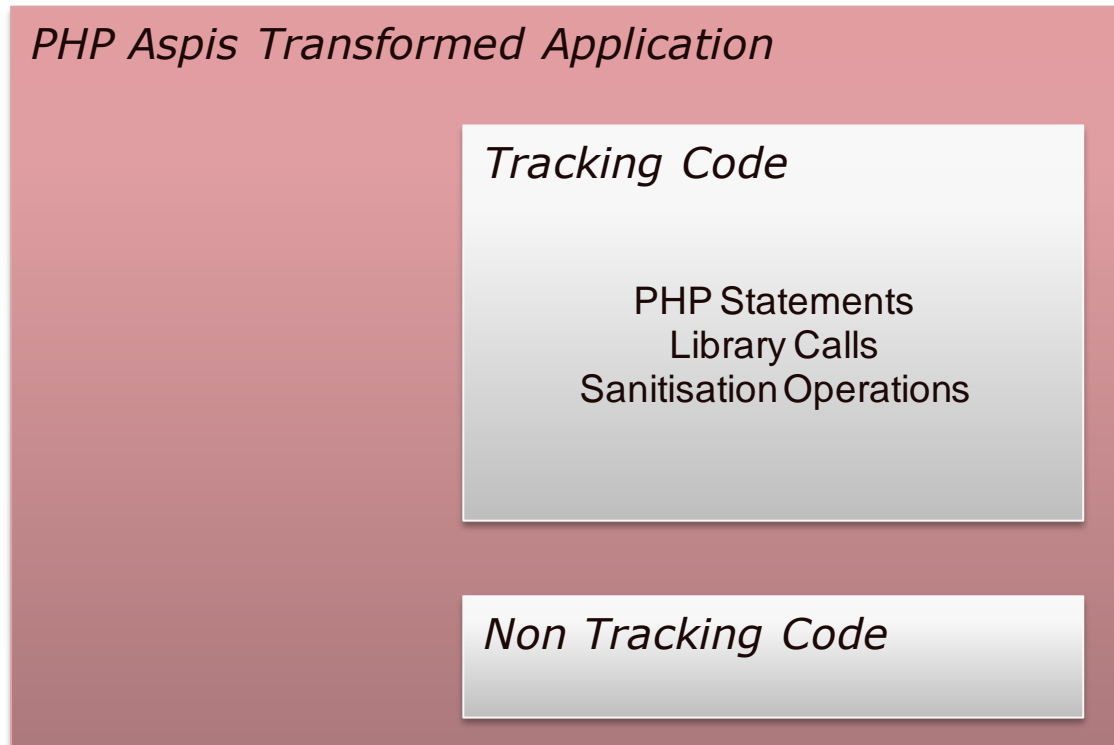 PHP Aspis Transformed Application
Tracking Code
PHP Statements
Library Calls
Sanitisation Operations
Non Tracking Code